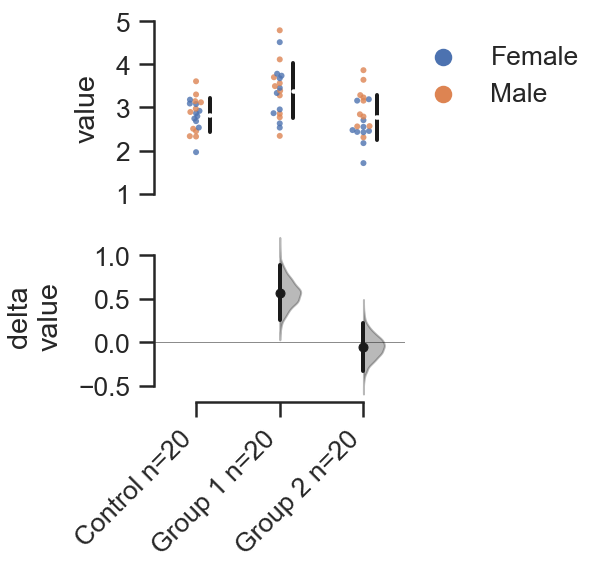 5
4
3
2
1
value
Female
Male
1.0
0.5
0.0
−0.5
delta
value
Control n=20
Group 1 n=20
Group 2 n=20